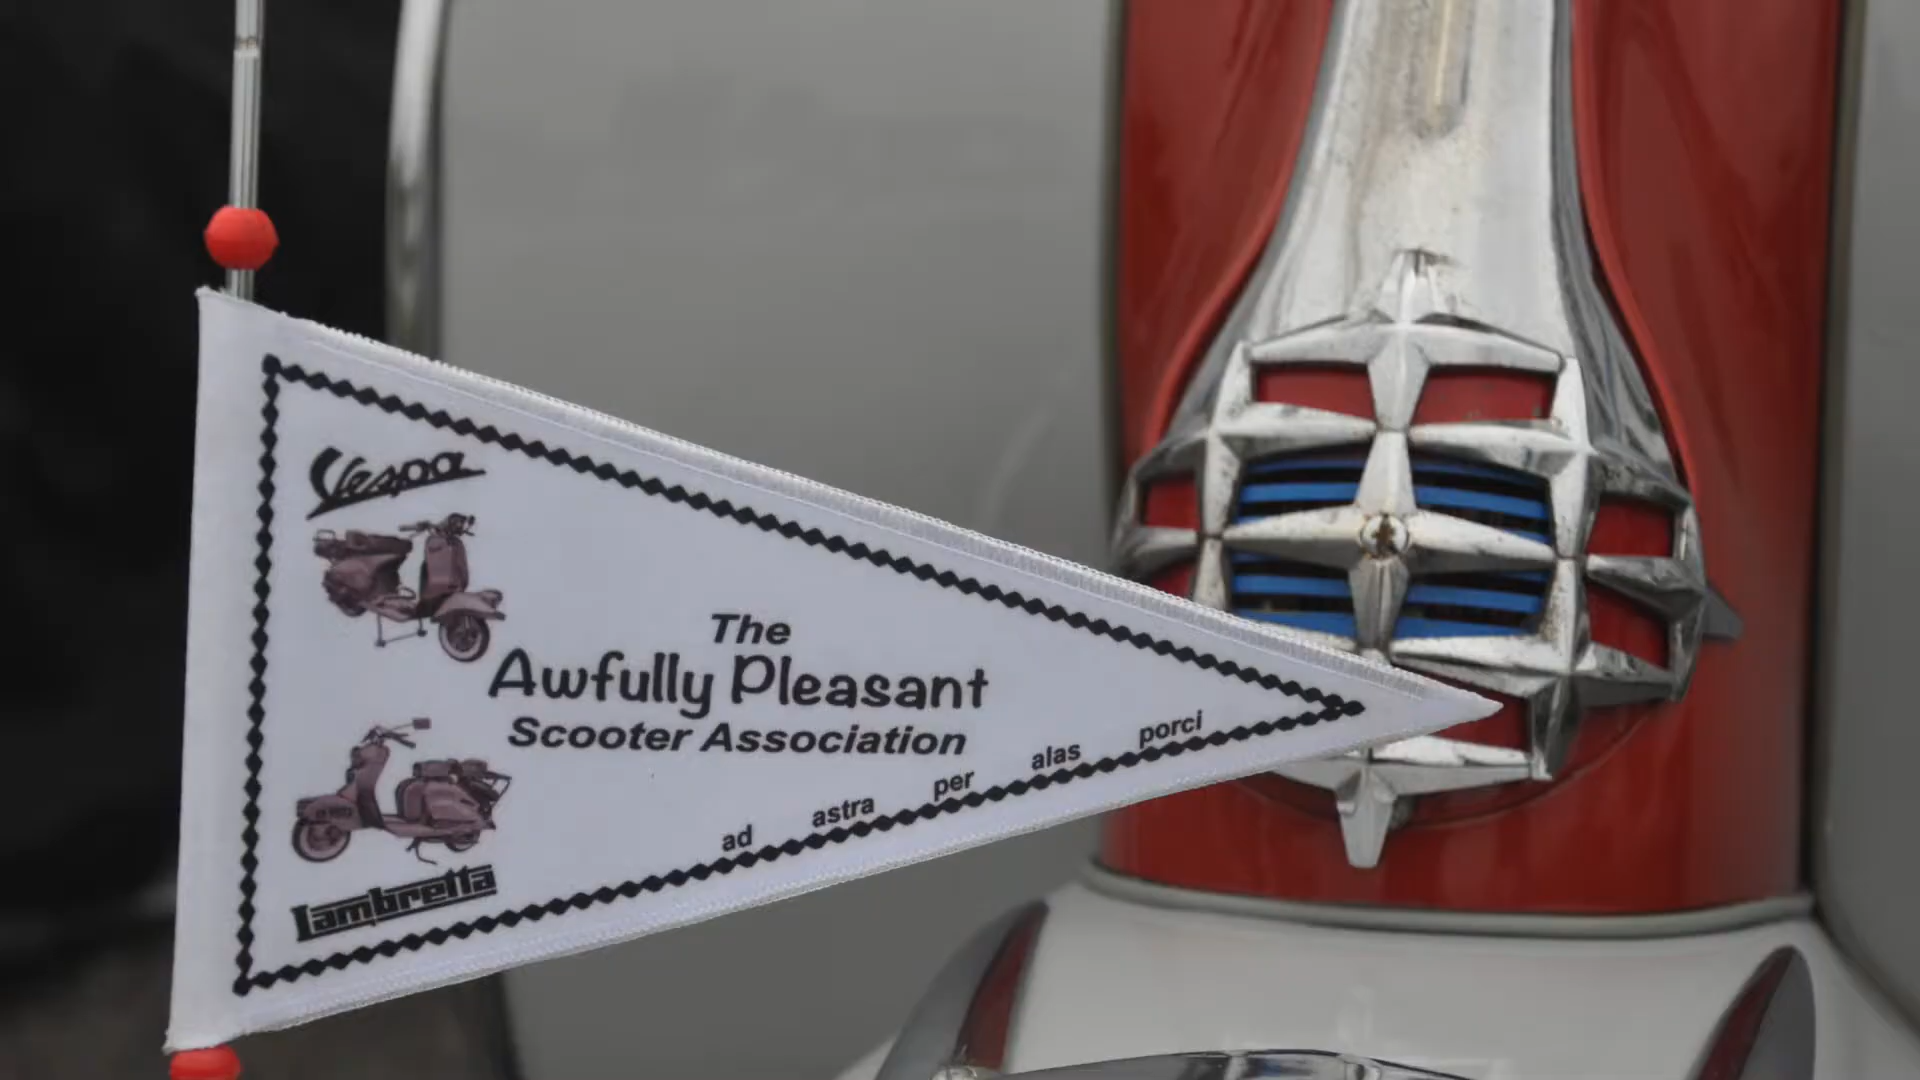 Vespa
The
Awfully Pleasant
Scooter Association
ad astra per alas porci
Lambretta